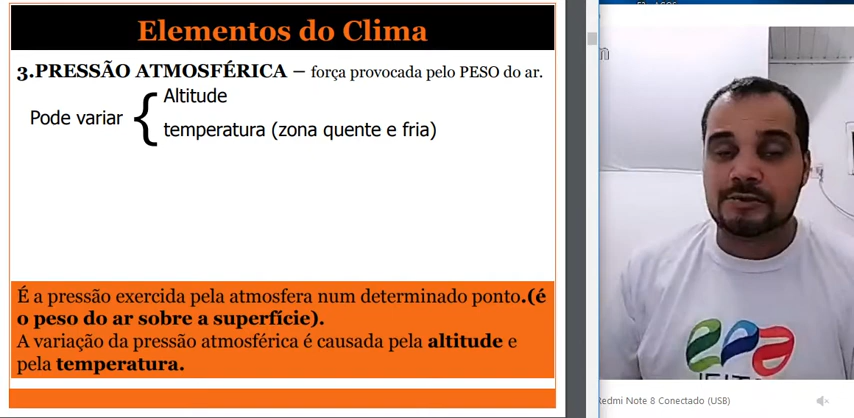 Elementos do Clima
3.PRESSÃO ATMOSFÉRICA – força provocada pelo PESO do ar.
Altitude
Pode variar {
temperatura (zona quente e fria)
É a pressão exercida pela atmosfera num determinado ponto.(é
o peso do ar sobre a superfície).
A variação da pressão atmosférica é causada pela altitude e
pela temperatura.
Redmi Note 8 Conectado (USB)